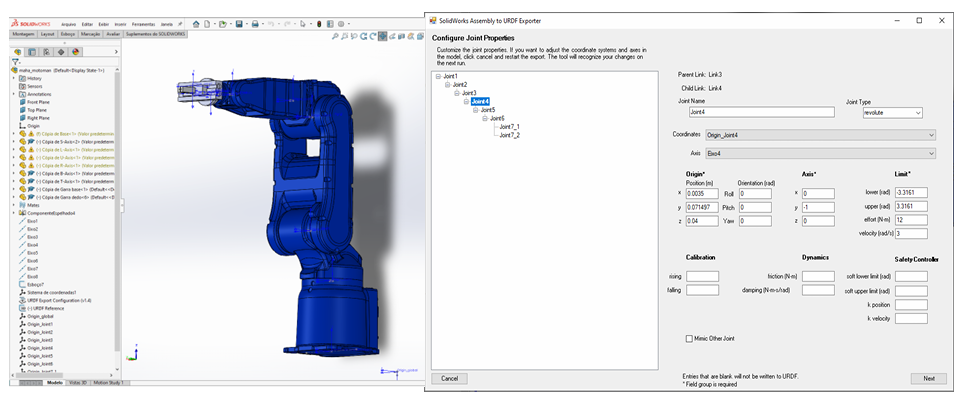 SOLIDWORKS
Arquivo Editar Exibir Inserir Ferramentas Janela
Montagem Layout Esboço Marcação Avaliar Suplementos do SOLIDWORKS
maha_motoman (Default<Display State-1>)
History
Sensors
Annotations
Front Plane
Top Plane
Right Plane
Origin
(f) Cópia de Base<1> (Valor predetermin
(-) Cópia de S-Axis<2> (Valor predeterm
(-) Cópia de L-Axis<1> (Valor predeterm
(-) Cópia de U-Axis<1> (Valor predeterm
(-) Cópia de R-Axis<1> (Valor predeterm
(-) Cópia de B-Axis<1> (Valor predeterm
(-) Cópia de T-Axis<1> (Valor predeterm
(-) Cópia de Garra base<1> (Default<<D
(-) Cópia de Garra dedo<8> (Default<<D
Mates
ComponenteEspelhado4
Eixo1
Eixo2
Eixo3
Eixo4
Eixo5
Eixo6
Eixo7
Eixo8
Esboço7
Sistema de coordenadas1
URDF Export Configuration (v1.4)
(-) URDF Reference
Origin_global
Origin_Joint1
Origin_Joint2
Origin_Joint3
Origin_Joint4
Origin_Joint5
Origin_Joint6
Origin_Joint7_1
SOLIDWORKS Modelo Vistas 3D Motion Study 1
SolidWorks Assembly to URDF Exporter
Configure Joint Properties
Customize the joint properties. If you want to adjust the coordinate systems and axes in
the model, click cancel and restart the export. The tool will recognize your changes on
the next run.
Joint1
Joint2
Joint3
Joint4
Joint5
Joint6
Joint7_1
Joint7_2
Parent Link: Link3
Child Link: Link4
Joint Name Joint Type
Joint4 revolute
Coordinates Origin_Joint4
Axis Eixo4
Origin* Axis* Limit*
Position (m) Orientation (rad)
x 0.0035 Roll 0 x 0 lower (rad) -3.3161
y 0.071497 Pitch 0 y -1 upper (rad) 3.3161
z 0.04 Yaw 0 z 0 effort (N-m) 12
velocity (rad/s) 3
Calibration Dynamics Safety Controller
rising friction (N-m) soft lower limit (rad)
falling damping (N-m-s/rad) soft upper limit (rad)
k position
k velocity
Mimic Other Joint
Entries that are blank will not be written to URDF.
* Field group is required
Cancel Next